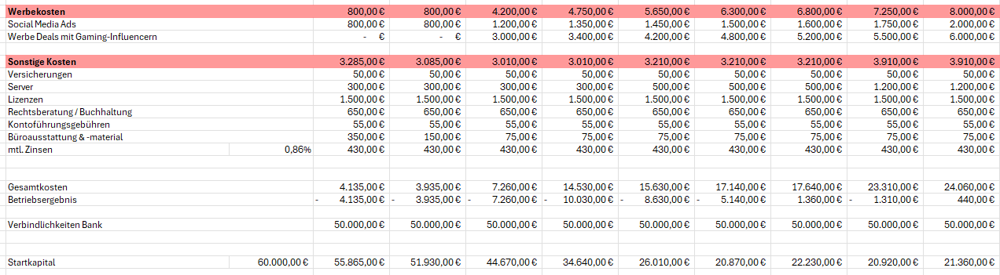 Werbekosten 800,00 € 800,00 € 4.200,00 € 4.750,00 € 5.650,00 € 6.300,00 € 6.800,00 € 7.250,00 € 8.000,00 €
Social Media Ads 800,00 € 800,00 € 1.200,00 € 1.350,00 € 1.450,00 € 1.500,00 € 1.600,00 € 1.750,00 € 2.000,00 €
Werbe Deals mit Gaming-Influencern - € - € 3.000,00 € 3.400,00 € 4.200,00 € 4.800,00 € 5.200,00 € 5.500,00 € 6.000,00 €
Sonstige Kosten 3.285,00 € 3.085,00 € 3.010,00 € 3.010,00 € 3.210,00 € 3.210,00 € 3.210,00 € 3.910,00 € 3.910,00 €
Versicherungen 50,00 € 50,00 € 50,00 € 50,00 € 50,00 € 50,00 € 50,00 € 50,00 € 50,00 €
Server 300,00 € 300,00 € 300,00 € 300,00 € 500,00 € 500,00 € 500,00 € 1.200,00 € 1.200,00 €
Lizenzen 1.500,00 € 1.500,00 € 1.500,00 € 1.500,00 € 1.500,00 € 1.500,00 € 1.500,00 € 1.500,00 € 1.500,00 €
Rechtsberatung / Buchhaltung 650,00 € 650,00 € 650,00 € 650,00 € 650,00 € 650,00 € 650,00 € 650,00 € 650,00 €
Kontoführungsgebühren 55,00 € 55,00 € 55,00 € 55,00 € 55,00 € 55,00 € 55,00 € 55,00 € 55,00 €
Büroausstattung & -material 350,00 € 150,00 € 75,00 € 75,00 € 75,00 € 75,00 € 75,00 € 75,00 € 75,00 €
mtl. Zinsen 0,86% 430,00 € 430,00 € 430,00 € 430,00 € 430,00 € 430,00 € 430,00 € 430,00 € 430,00 €
Gesamtkosten 4.135,00 € 3.935,00 € 7.260,00 € 14.530,00 € 15.630,00 € 17.140,00 € 17.640,00 € 23.310,00 € 24.060,00 €
Betriebsergebnis - 4.135,00 € - 3.935,00 € - 7.260,00 € - 10.030,00 € - 8.630,00 € - 5.140,00 € 1.360,00 € - 1.310,00 € 440,00 €
Verbindlichkeiten Bank 50.000,00 € 50.000,00 € 50.000,00 € 50.000,00 € 50.000,00 € 50.000,00 € 50.000,00 € 50.000,00 € 50.000,00 €
Startkapital 60.000,00 € 55.865,00 € 51.930,00 € 44.670,00 € 34.640,00 € 26.010,00 € 20.870,00 € 22.230,00 € 20.920,00 € 21.360,00 €